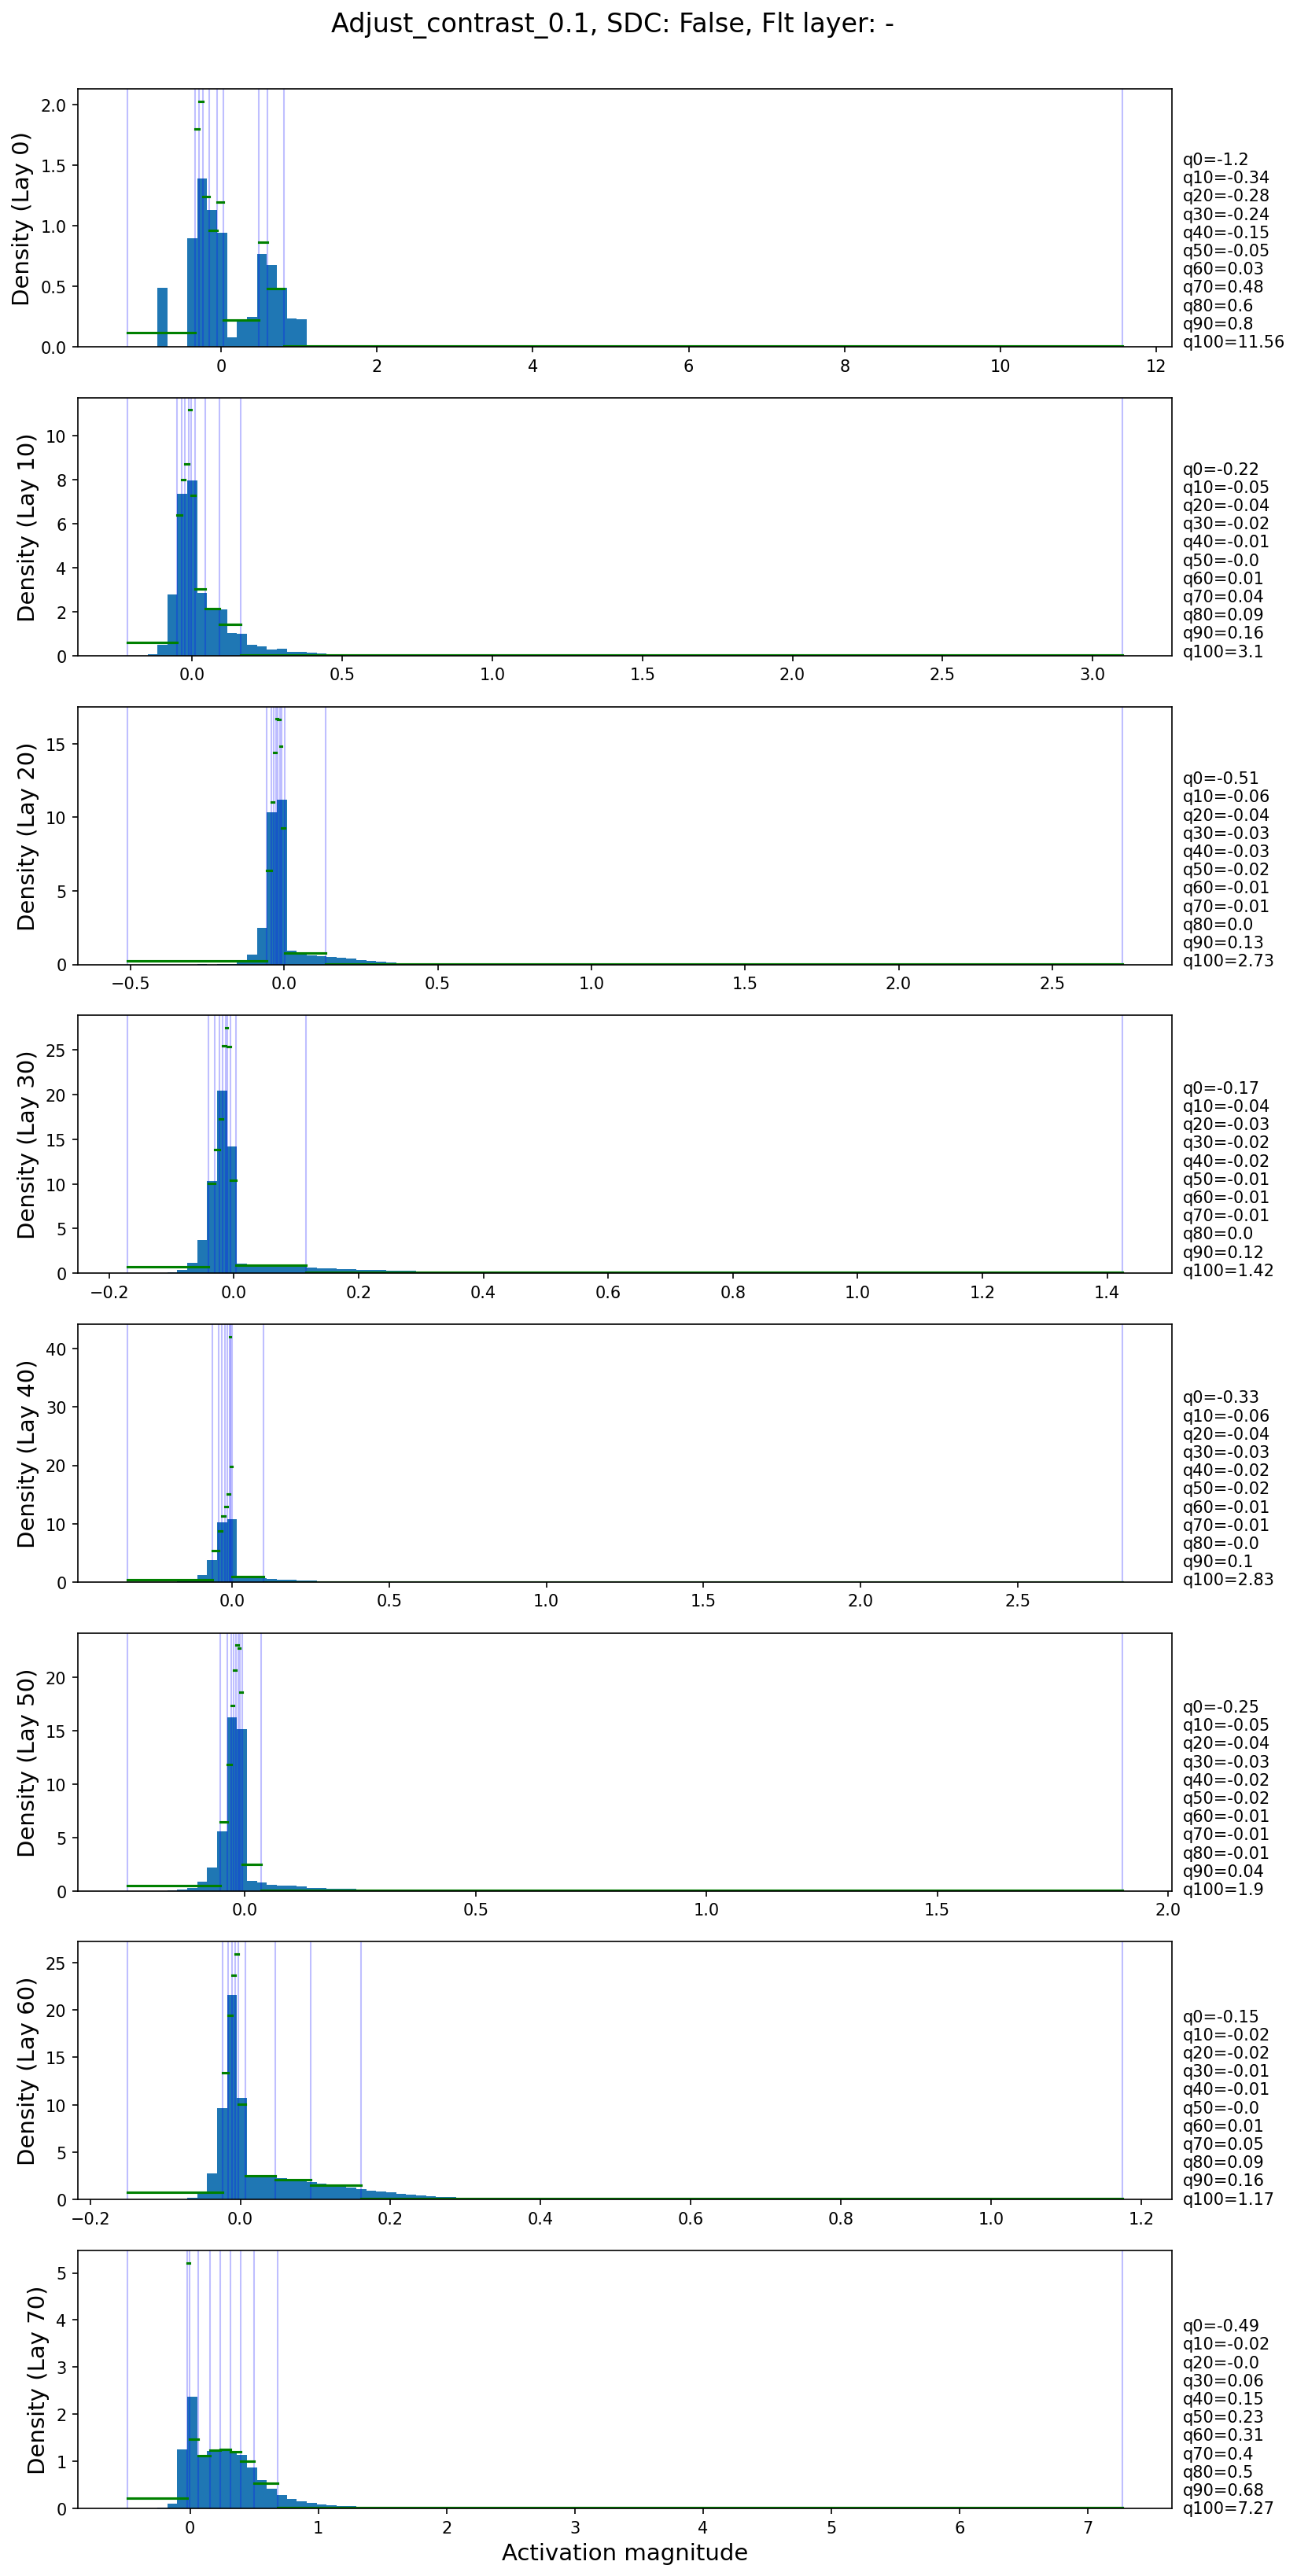 Adjust_contrast_0.1, SDC: False, Flt layer: -
Density (Lay 0)
2.0
1.5
1.0
0.5
0.0
0 2 4 6 8 10 12
q0=-1.2
q10=-0.34
q20=-0.28
q30=-0.24
q40=-0.15
q50=-0.05
q60=0.03
q70=0.48
q80=0.6
q90=0.8
q100=11.56
Density (Lay 10)
10
8
6
4
2
0
0.0 0.5 1.0 1.5 2.0 2.5 3.0
q0=-0.22
q10=-0.05
q20=-0.04
q30=-0.02
q40=-0.01
q50=-0.0
q60=0.01
q70=0.04
q80=0.09
q90=0.16
q100=3.1
Density (Lay 20)
15
10
5
0
−0.5 0.0 0.5 1.0 1.5 2.0 2.5
q0=-0.51
q10=-0.06
q20=-0.04
q30=-0.03
q40=-0.03
q50=-0.02
q60=-0.01
q70=-0.01
q80=0.0
q90=0.13
q100=2.73
Density (Lay 30)
25
20
15
10
5
0
−0.2 0.0 0.2 0.4 0.6 0.8 1.0 1.2 1.4
q0=-0.17
q10=-0.04
q20=-0.03
q30=-0.02
q40=-0.02
q50=-0.01
q60=-0.01
q70=-0.01
q80=0.0
q90=0.12
q100=1.42
Density (Lay 40)
40
30
20
10
0
0.0 0.5 1.0 1.5 2.0 2.5
q0=-0.33
q10=-0.06
q20=-0.04
q30=-0.03
q40=-0.02
q50=-0.02
q60=-0.01
q70=-0.01
q80=-0.0
q90=0.1
q100=2.83
Density (Lay 50)
20
15
10
5
0
0.0 0.5 1.0 1.5 2.0
q0=-0.25
q10=-0.05
q20=-0.04
q30=-0.03
q40=-0.02
q50=-0.02
q60=-0.01
q70=-0.01
q80=-0.01
q90=0.04
q100=1.9
Density (Lay 60)
25
20
15
10
5
0
−0.2 0.0 0.2 0.4 0.6 0.8 1.0 1.2
q0=-0.15
q10=-0.02
q20=-0.02
q30=-0.01
q40=-0.01
q50=-0.0
q60=0.01
q70=0.05
q80=0.09
q90=0.16
q100=1.17
Density (Lay 70)
5
4
3
2
1
0
0 1 2 3 4 5 6 7
q0=-0.49
q10=-0.02
q20=-0.0
q30=0.06
q40=0.15
q50=0.23
q60=0.31
q70=0.4
q80=0.5
q90=0.68
q100=7.27
Activation magnitude